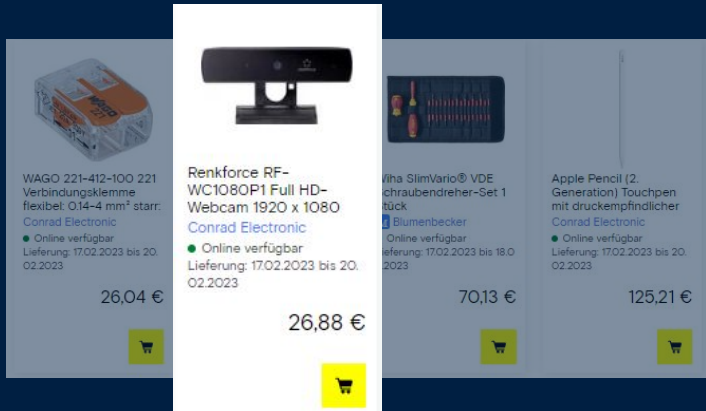 WAGO
221
WAGO 221-412-100 221
Verbindungsklemme
flexibel: 0.14-4 mm² starr:
Conrad Electronic
Online verfügbar
Lieferung: 17.02.2023 bis 20.
02.2023
26,04 €
Renkforce RF-
WC1080P1 Full HD-
Webcam 1920 x 1080
Conrad Electronic
Online verfügbar
Lieferung: 17.02.2023 bis 20.
02.2023
26,88 €
Wiha SlimVario® VDE
Schraubendreher-Set 1
Stück
Blumenbecker
Online verfügbar
Lieferung: 17.02.2023 bis 18.0
2.2023
70,13 €
Apple Pencil (2.
Generation) Touchpen
mit druckempfindlicher
Conrad Electronic
Online verfügbar
Lieferung: 17.02.2023 bis 20.
02.2023
125,21 €